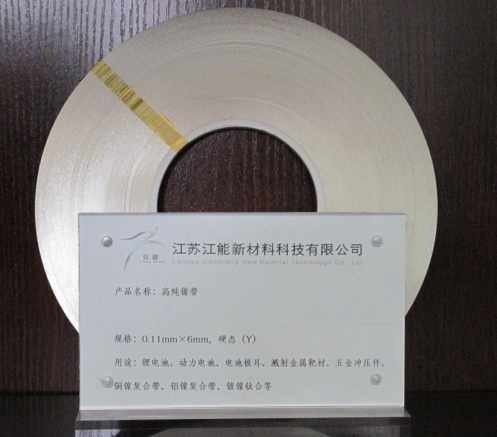 江苏江能新材料科技有限公司
Jiangsu Jiangneng New Material Technology Co., Ltd
江能
产品名称：高纯镍带
规格：0.11mm×6mm，硬态（Y）
用途：锂电池、动力电池、电池极耳、溅射金属靶材、五金冲压件、
铜镍复合带、铝镍复合带、镀镍钛合等